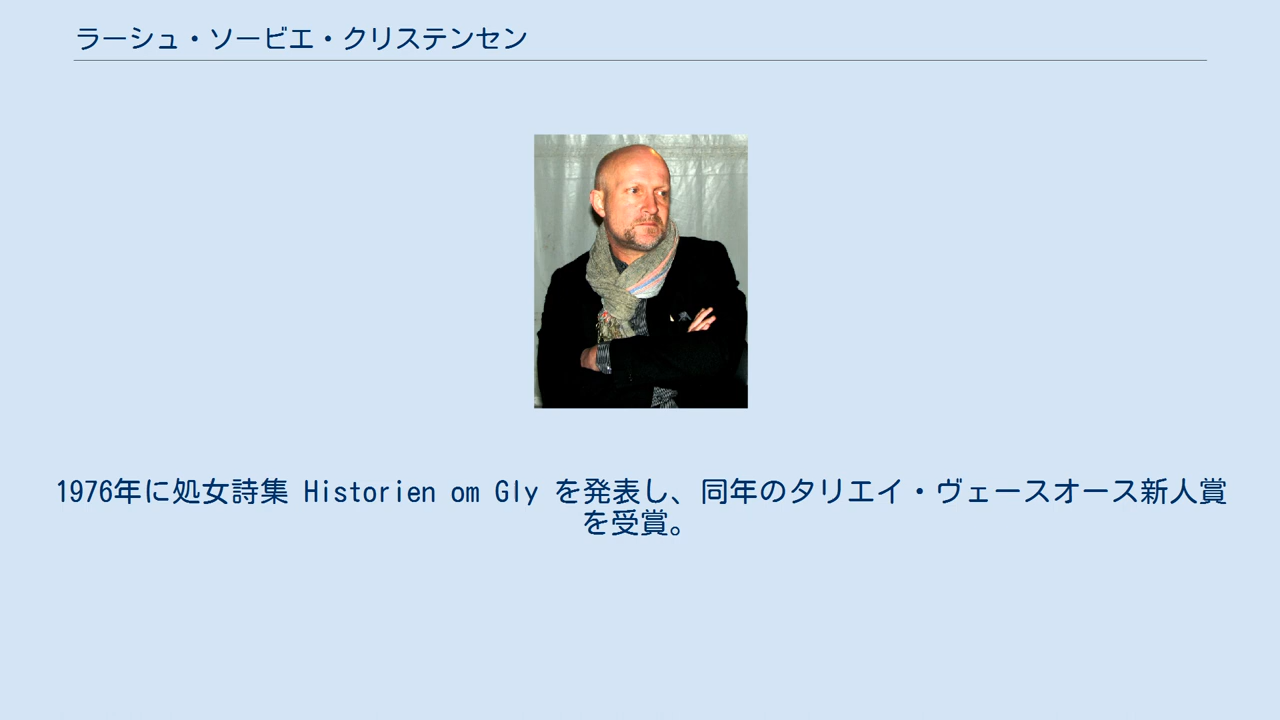 ラーシュ・ソービエ・クリステンセン
1976年に処女詩集 Historien om Gly を発表し、同年のタリエイ・ヴェースオース新人賞
を受賞。